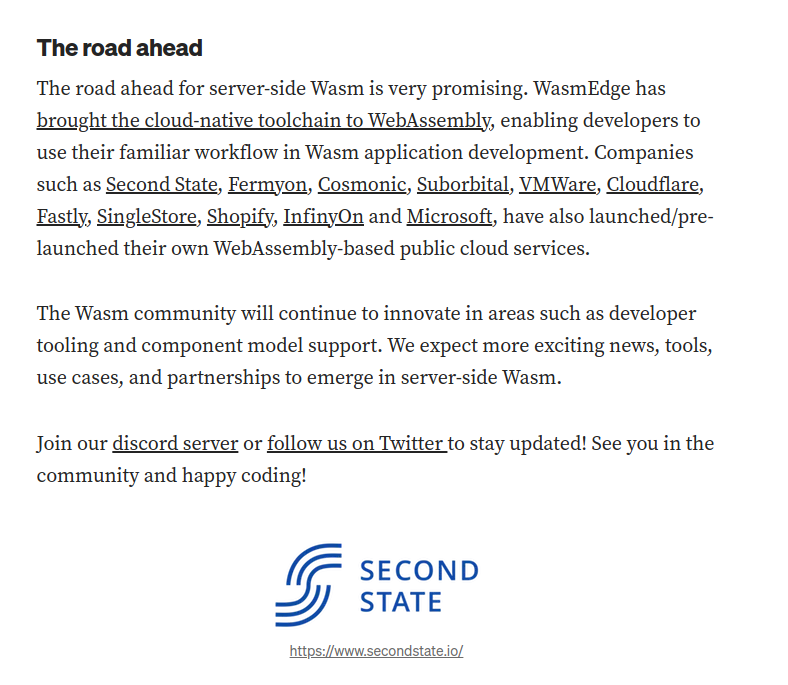 The road ahead
The road ahead for server-side Wasm is very promising. WasmEdge has
brought the cloud-native toolchain to WebAssembly, enabling developers to
use their familiar workflow in Wasm application development. Companies
such as Second State, Fermyon, Cosmonic, Suborbital, VMWare, Cloudflare,
Fastly, SingleStore, Shopify, InfinyOn and Microsoft, have also launched/pre-
launched their own WebAssembly-based public cloud services.
The Wasm community will continue to innovate in areas such as developer
tooling and component model support. We expect more exciting news, tools,
use cases, and partnerships to emerge in server-side Wasm.
Join our discord server or follow us on Twitter to stay updated! See you in the
community and happy coding!
SECOND
STATE
https://www.secondstate.io/